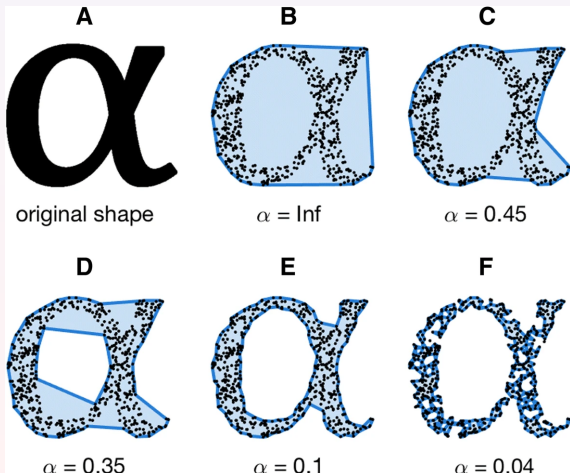 A
B
C
original shape
α = Inf
α = 0.45
D
E
F
α = 0.35
α = 0.1
α = 0.04